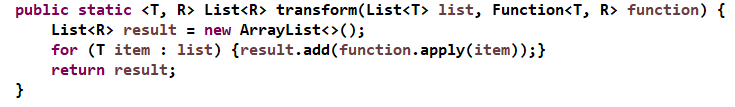 public static <T, R> List<R> transform(List<T> list, Function<T, R> function) {
    List<R> result = new ArrayList<>();
    for (T item : list) {result.add(function.apply(item));}
    return result;
}